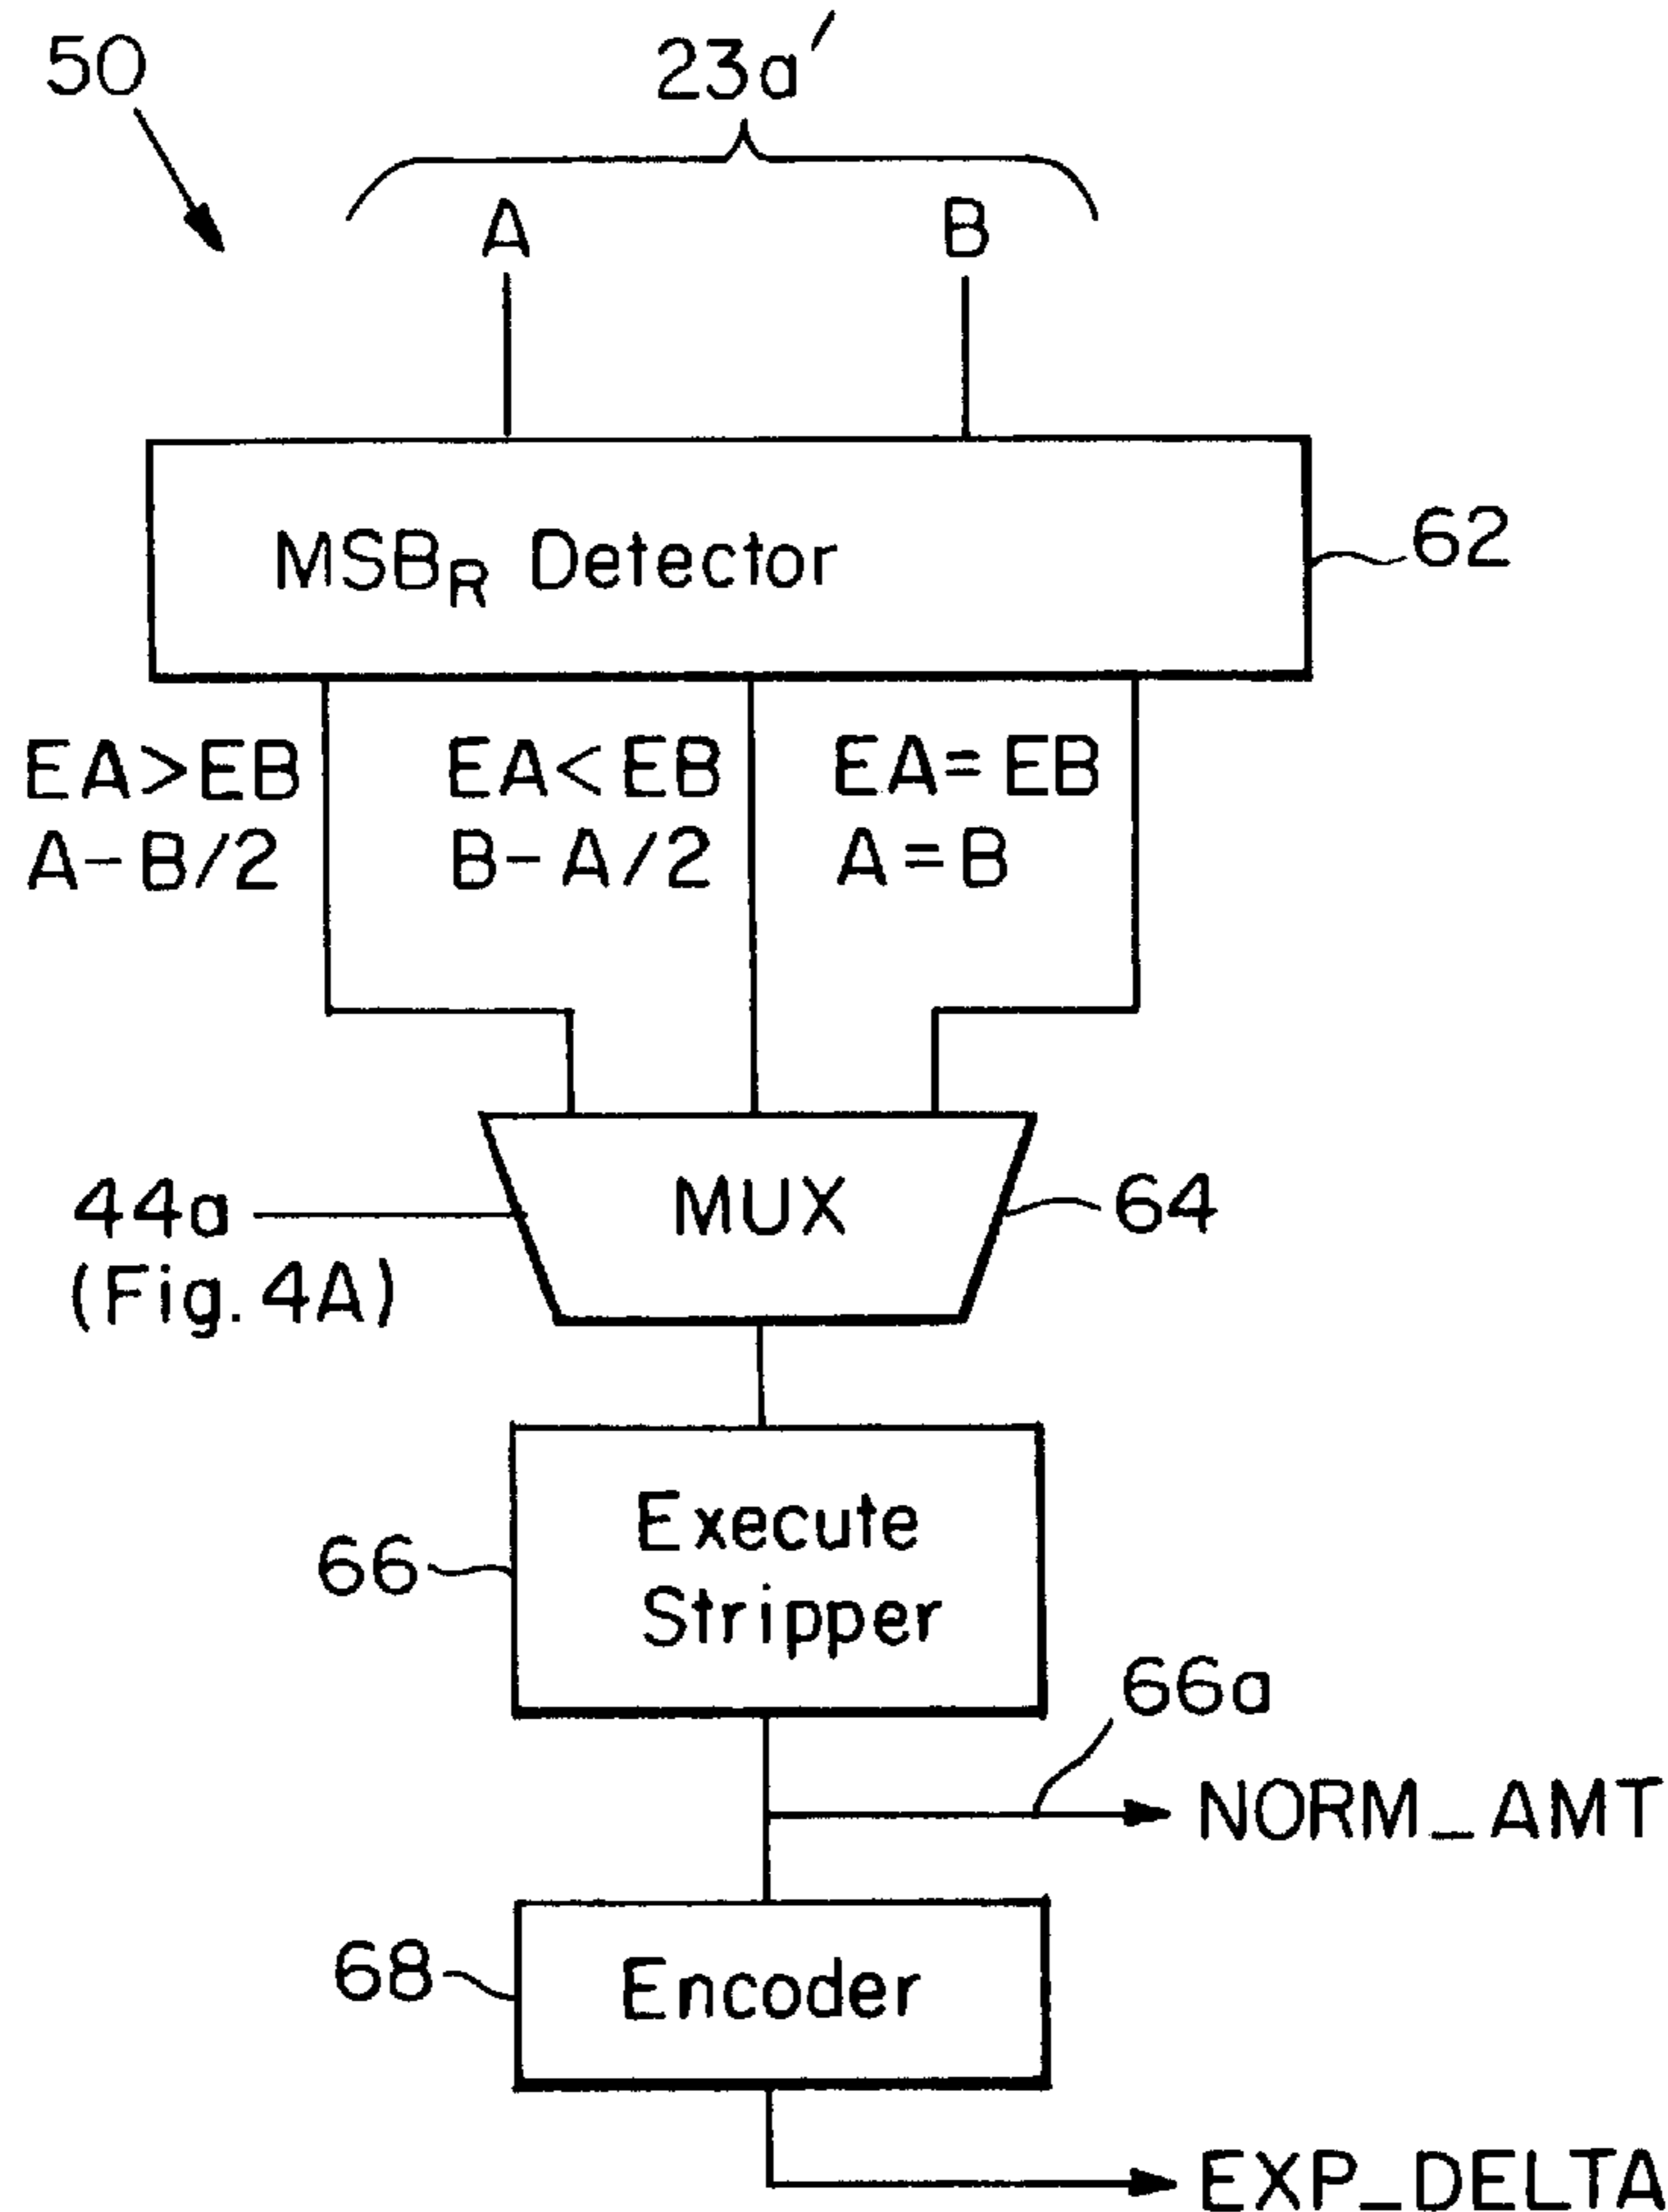 50
23a′
A B
MSBR Detector
62
EA>EB EA<EB EA=EB
A-B/2 B-A/2 A=B
44a
(Fig. 4A)
MUX
64
66
Execute
Stripper
66a
NORM_AMT
68
Encoder
EXP_DELTA